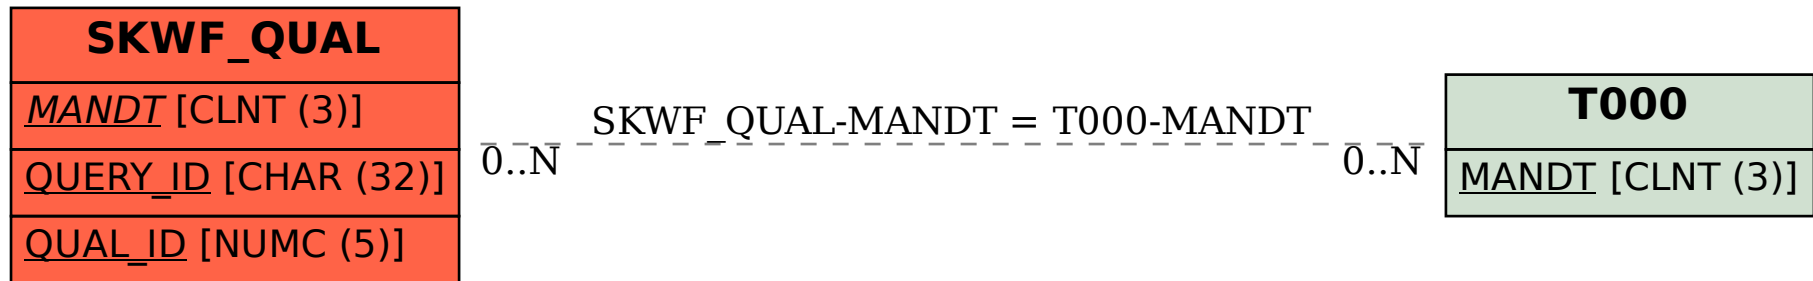 SKWF_QUAL
MANDT [CLNT (3)]
QUERY_ID [CHAR (32)]
QUAL_ID [NUMC (5)]
SKWF_QUAL-MANDT = T000-MANDT
0..N
0..N
T000
MANDT [CLNT (3)]